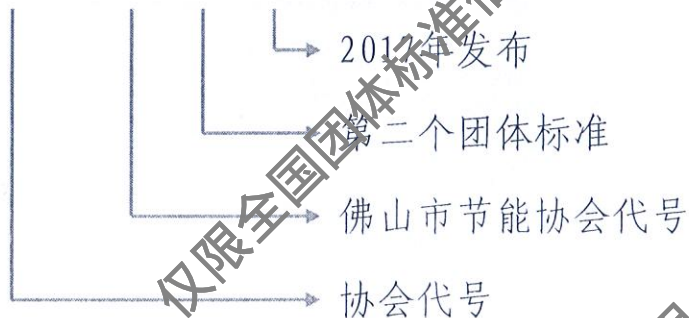 2017年发布
第二个团体标准
佛山市节能协会代号
协会代号
仅限全国团体标准信